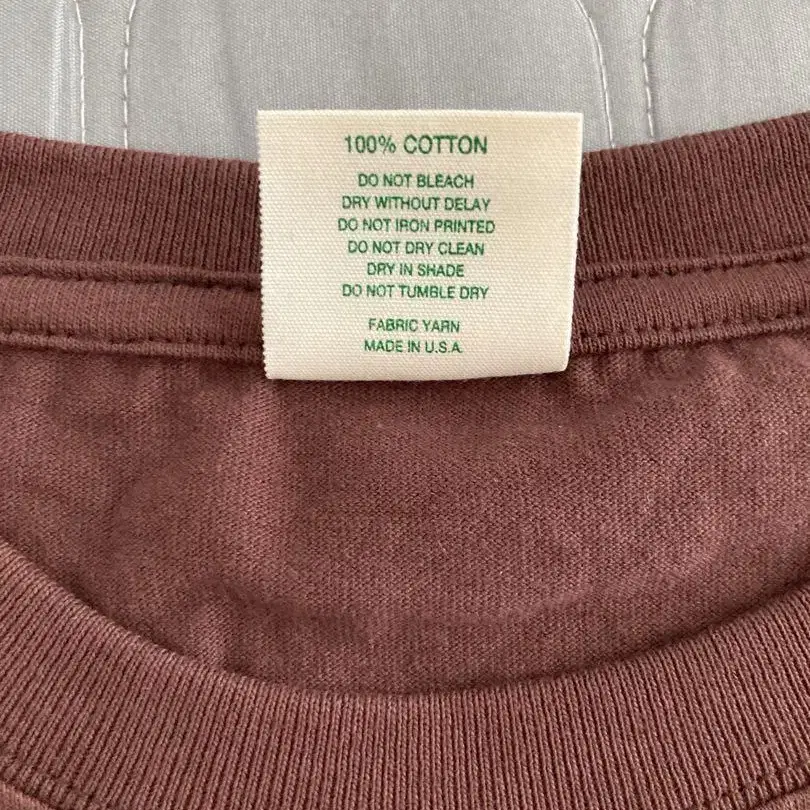 100% COTTON
DO NOT BLEACH
DRY WITHOUT DELAY
DO NOT IRON PRINTED
DO NOT DRY CLEAN
DRY IN SHADE
DO NOT TUMBLE DRY
FABRIC YARN
MADE IN U.S.A.